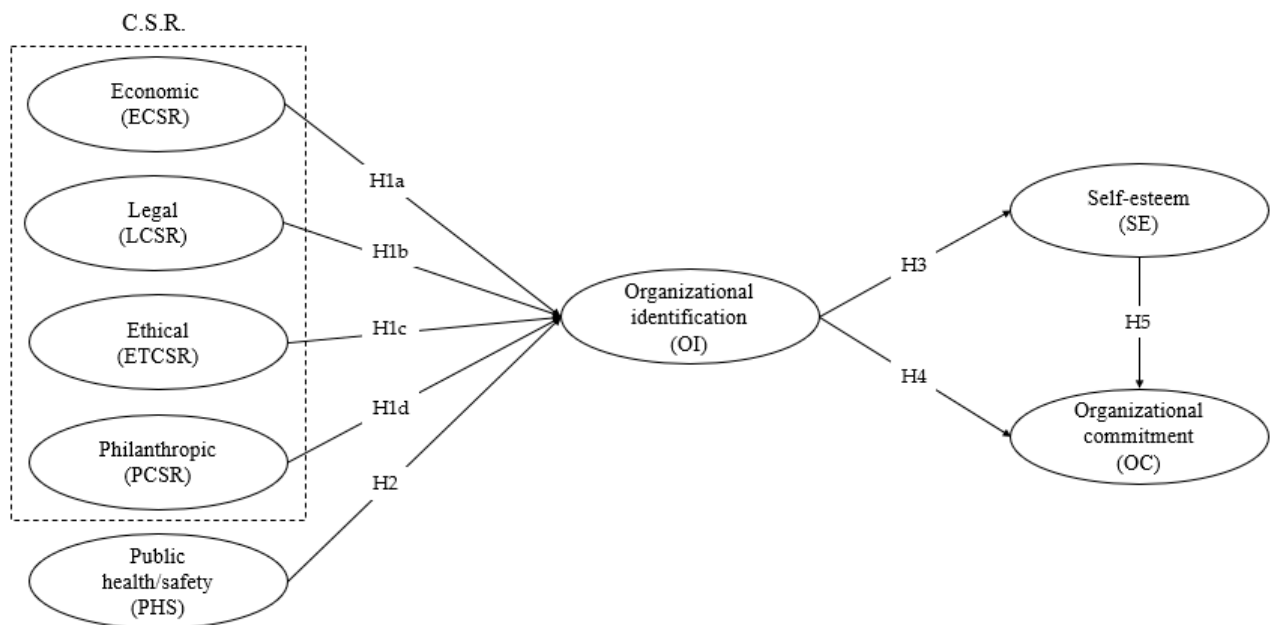 C.S.R.
Economic
(ECSR)
Legal
(LCSR)
Ethical
(ETCSR)
Philanthropic
(PCSR)
Public
health/safety
(PHS)
H1a
H1b
H1c
H1d
H2
Organizational
identification
(OI)
H3
H4
Self-esteem
(SE)
H5
Organizational
commitment
(OC)